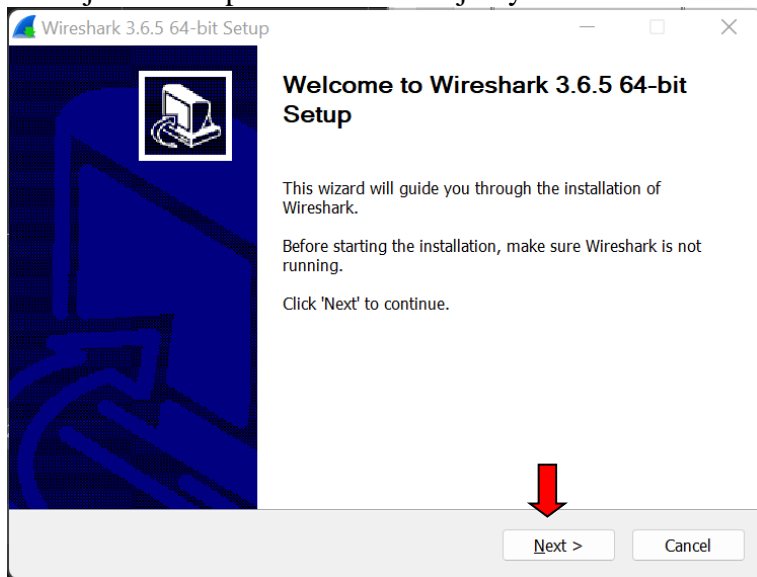 Wireshark 3.6.5 64-bit Setup
Welcome to Wireshark 3.6.5 64-bit
Setup
This wizard will guide you through the installation of
Wireshark.
Before starting the installation, make sure Wireshark is not
running.
Click 'Next' to continue.
Next >
Cancel